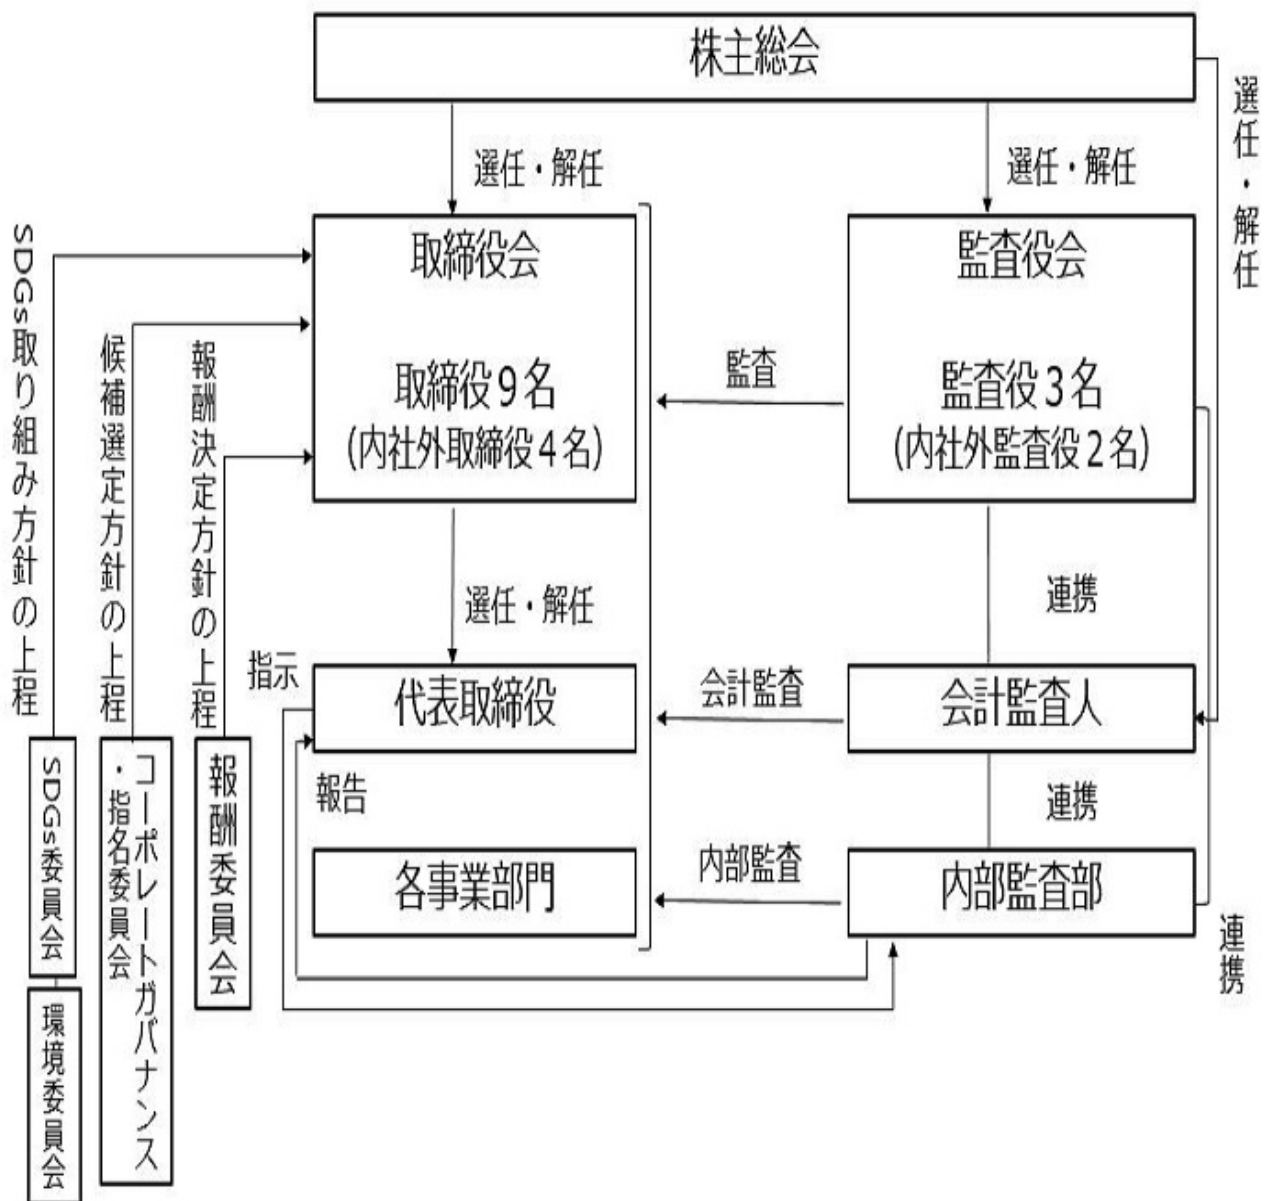 株主総会
選任・解任
選任・解任
選任・解任
取締役会
取締役9名
(内社外取締役4名)
監査
監査役会
監査役3名
(内社外監査役2名)
SDGs取り組み方針の上程
候補選定方針の上程
報酬決定方針の上程
選任・解任
連携
指示
代表取締役
会計監査
会計監査人
報告
連携
各事業部門
内部監査
内部監査部
連携
SDGs委員会
コーポレートガバナンス
・指名委員会
報酬委員会
環境委員会